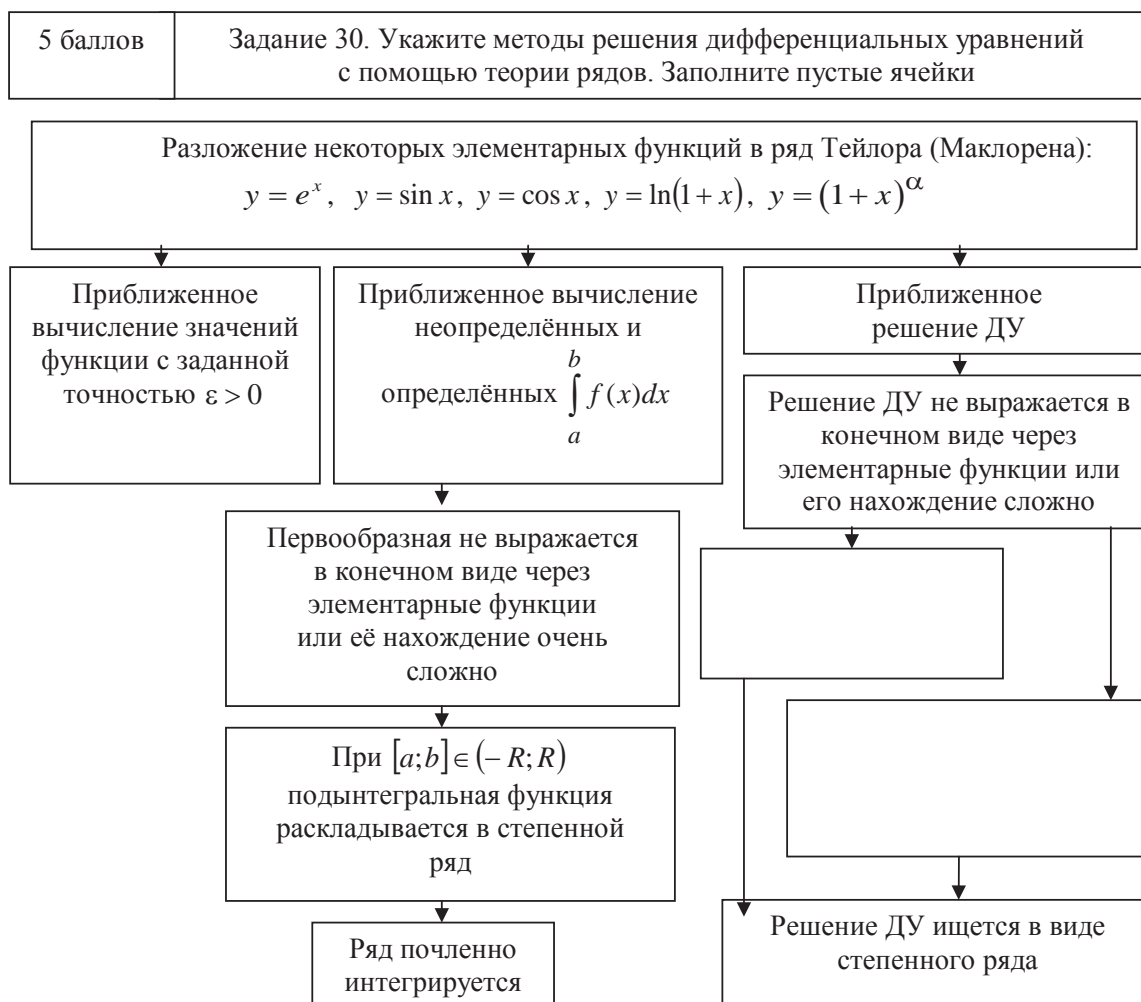 5 баллов
Задание 30. Укажите методы решения дифференциальных уравнений
с помощью теории рядов. Заполните пустые ячейки
Разложение некоторых элементарных функций в ряд Тейлора (Маклорена):
y = e^x, y = sin x, y = cos x, y = ln(1 + x), y = (1 + x)^α
Приближенное
вычисление значений
функции с заданной
точностью ε > 0
Приближенное вычисление
неопределённых и
определённых ∫_a^b f(x)dx
Приближенное
решение ДУ
Решение ДУ не выражается в
конечном виде через
элементарные функции или
его нахождение сложно
Первообразная не выражается
в конечном виде через
элементарные функции
или её нахождение очень
сложно
При [a;b] ∈ (− R; R)
подынтегральная функция
раскладывается в степенной
ряд
Ряд почленно
интегрируется
Решение ДУ ищется в виде
степенного ряда